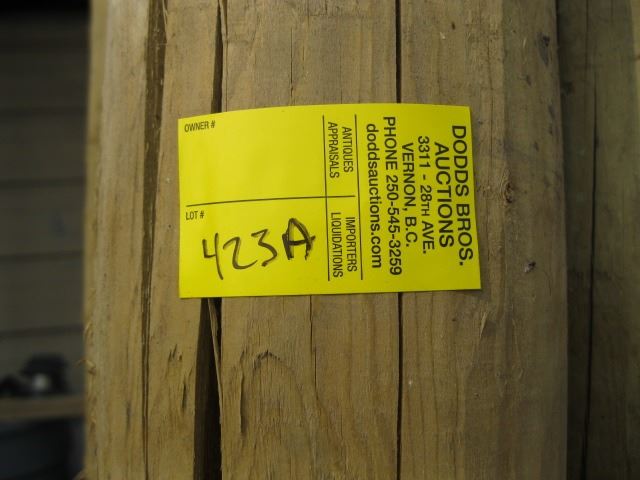 DODDS BROS.
AUCTIONS
3311 - 28TH AVE.
VERNON, B.C.
PHONE 250-545-3259
doddsauctions.com
ANTIQUES IMPORTERS
APPRAISALS LIQUIDATIONS
OWNER #
LOT #
423A